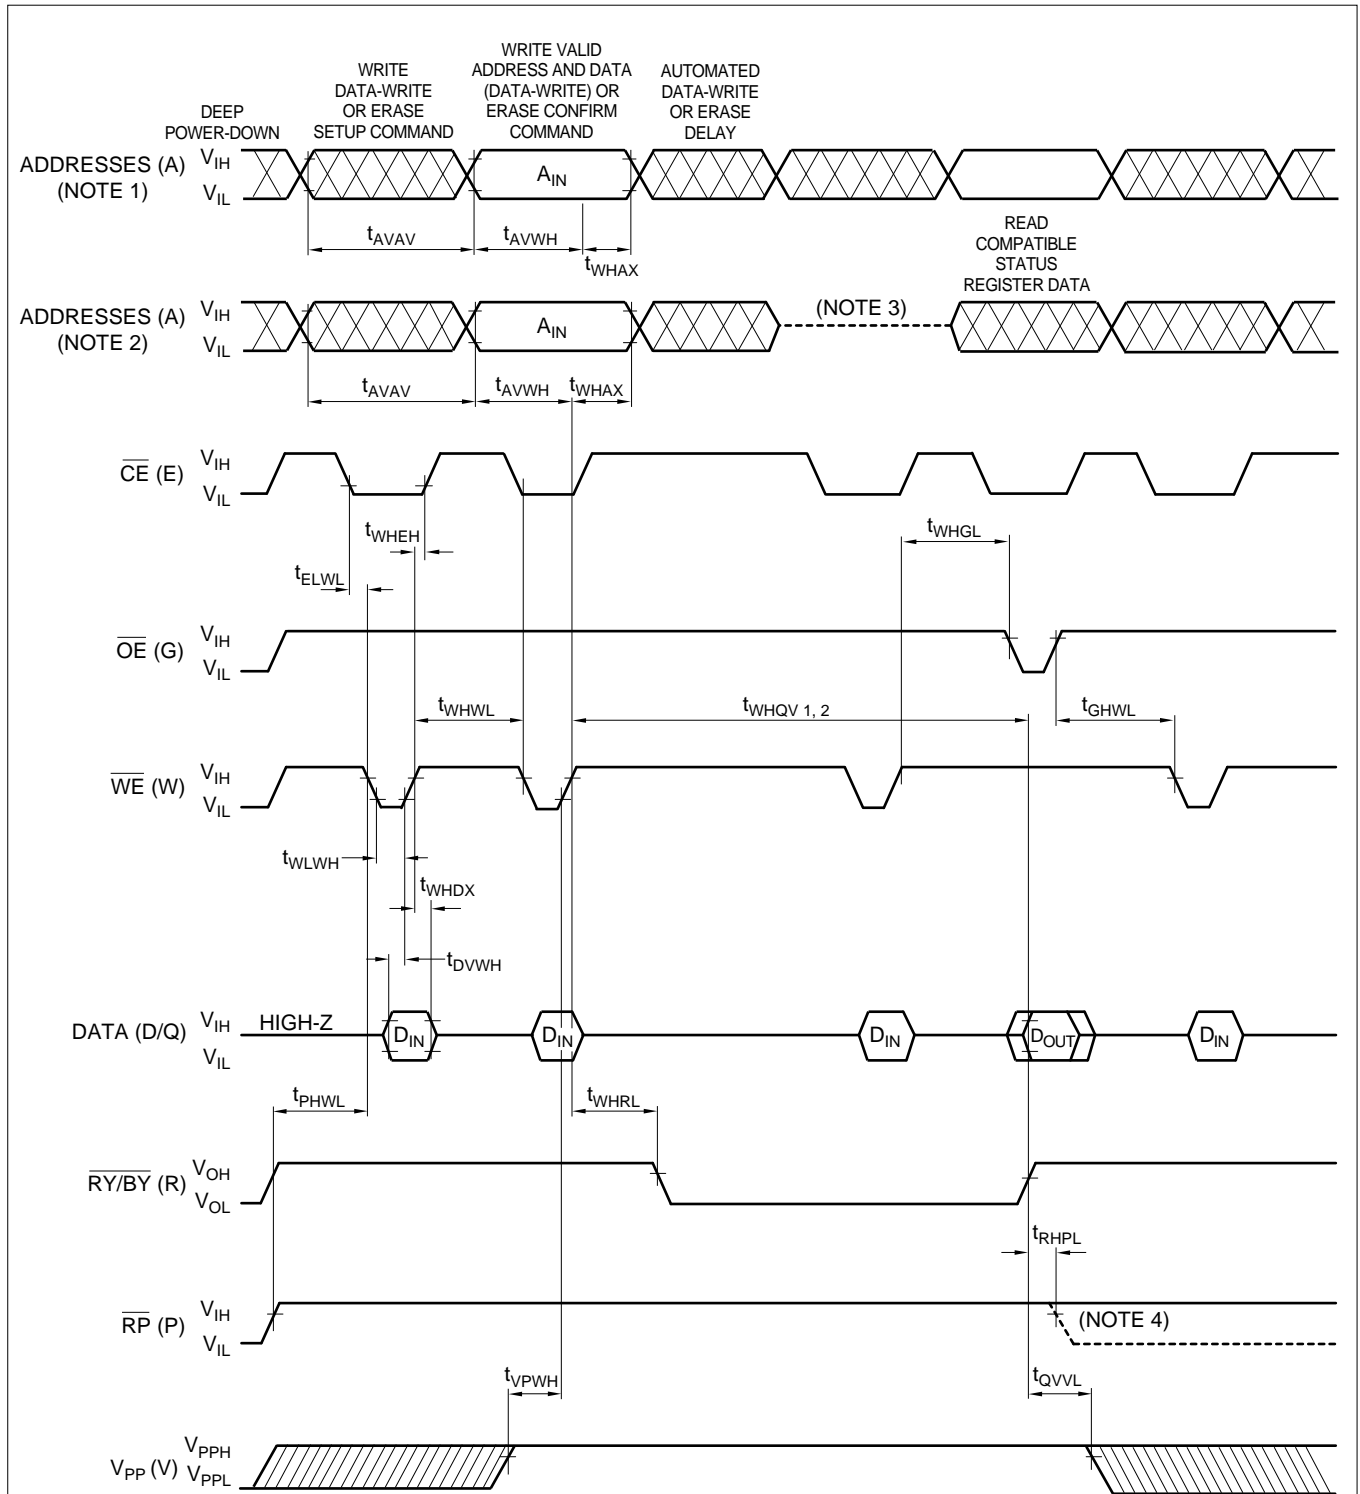 DEEP
POWER-DOWN
WRITE
DATA-WRITE
OR ERASE
SETUP COMMAND
WRITE VALID
ADDRESS AND DATA
(DATA-WRITE) OR
ERASE CONFIRM
COMMAND
AUTOMATED
DATA-WRITE
OR ERASE
DELAY
ADDRESSES (A)
(NOTE 1)
VIH
VIL
AIN
tAVAV
tAVWH
tWHAX
READ
COMPATIBLE
STATUS
REGISTER DATA
ADDRESSES (A)
(NOTE 2)
VIH
VIL
AIN
(NOTE 3)
tAVAV
tAVWH
tWHAX
CE (E)
VIH
VIL
tWHEH
tWHGL
tELWL
OE (G)
VIH
VIL
tWHWL
tWHQV 1, 2
tGHWL
WE (W)
VIH
VIL
tWLWH
tWHDX
tDVWH
DATA (D/Q)
VIH
VIL
HIGH-Z
DIN
DIN
DIN
DOUT
DIN
tPHWL
tWHRL
RY/BY (R)
VOH
VOL
tRHPL
RP (P)
VIH
VIL
(NOTE 4)
tVPWH
tQVVL
VPP (V)
VPPH
VPPL